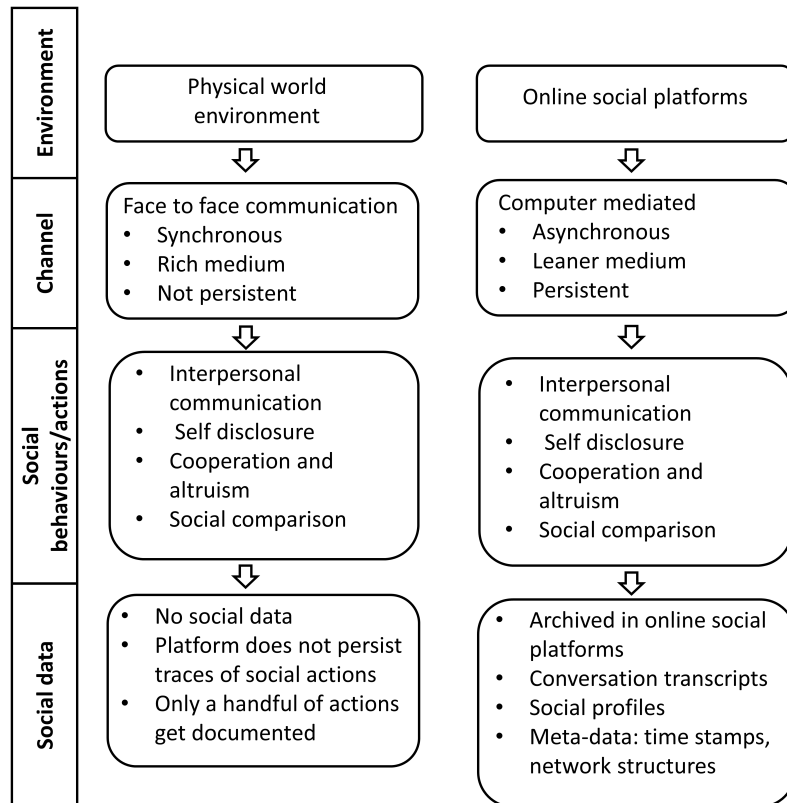 Environment
Physical world
environment
Online social platforms
Channel
Face to face communication
• Synchronous
• Rich medium
• Not persistent
Computer mediated
• Asynchronous
• Leaner medium
• Persistent
Social
behaviours/actions
• Interpersonal
communication
• Self disclosure
• Cooperation and
altruism
• Social comparison
• Interpersonal
communication
• Self disclosure
• Cooperation and
altruism
• Social comparison
Social data
• No social data
• Platform does not persist
traces of social actions
• Only a handful of actions
get documented
• Archived in online social
platforms
• Conversation transcripts
• Social profiles
• Meta-data: time stamps,
network structures